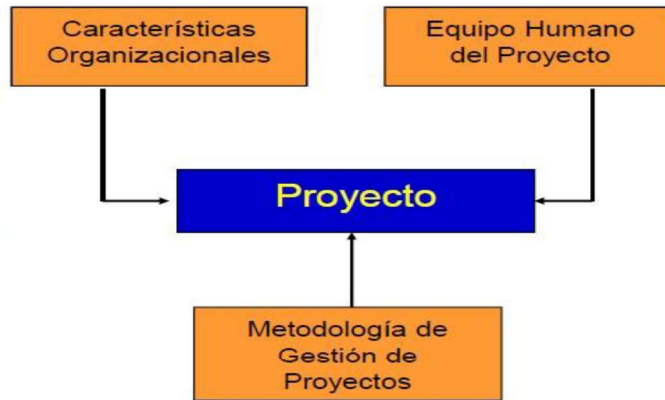 Características
Organizacionales
Equipo Humano
del Proyecto
Proyecto
Metodología de
Gestión de
Proyectos